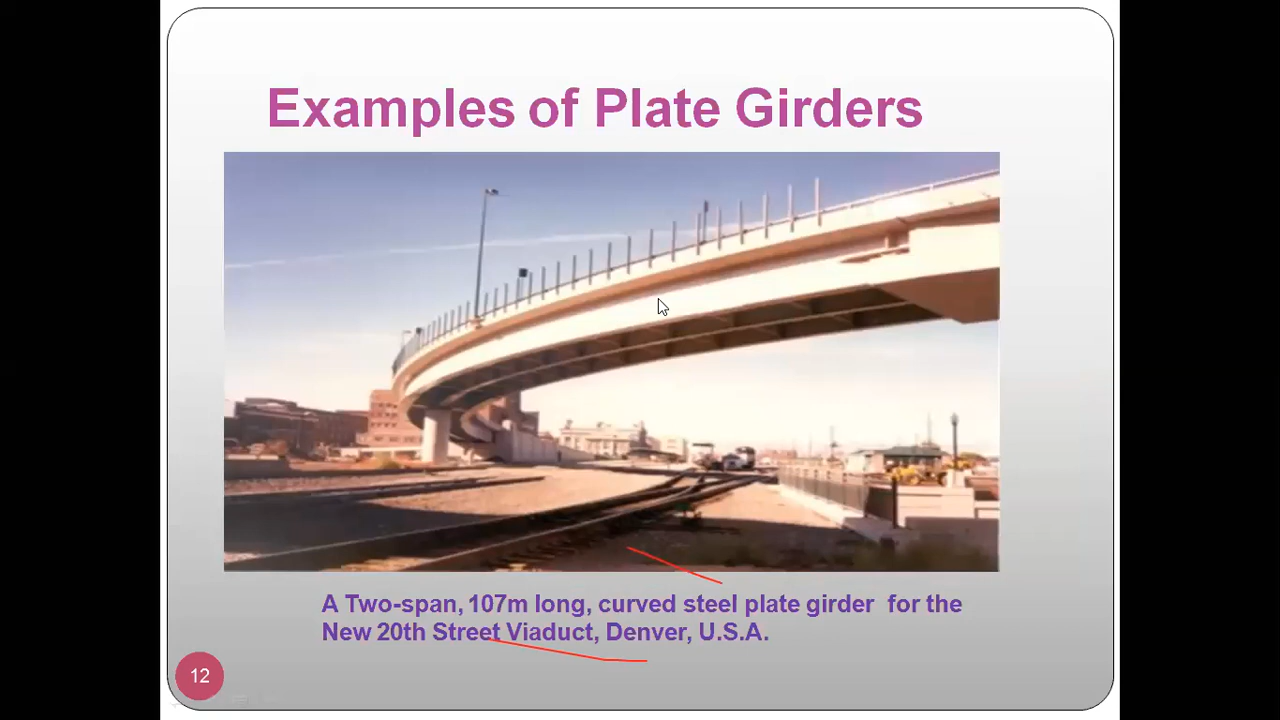 Examples of Plate Girders
A Two-span, 107m long, curved steel plate girder for the
New 20th Street Viaduct, Denver, U.S.A.
12